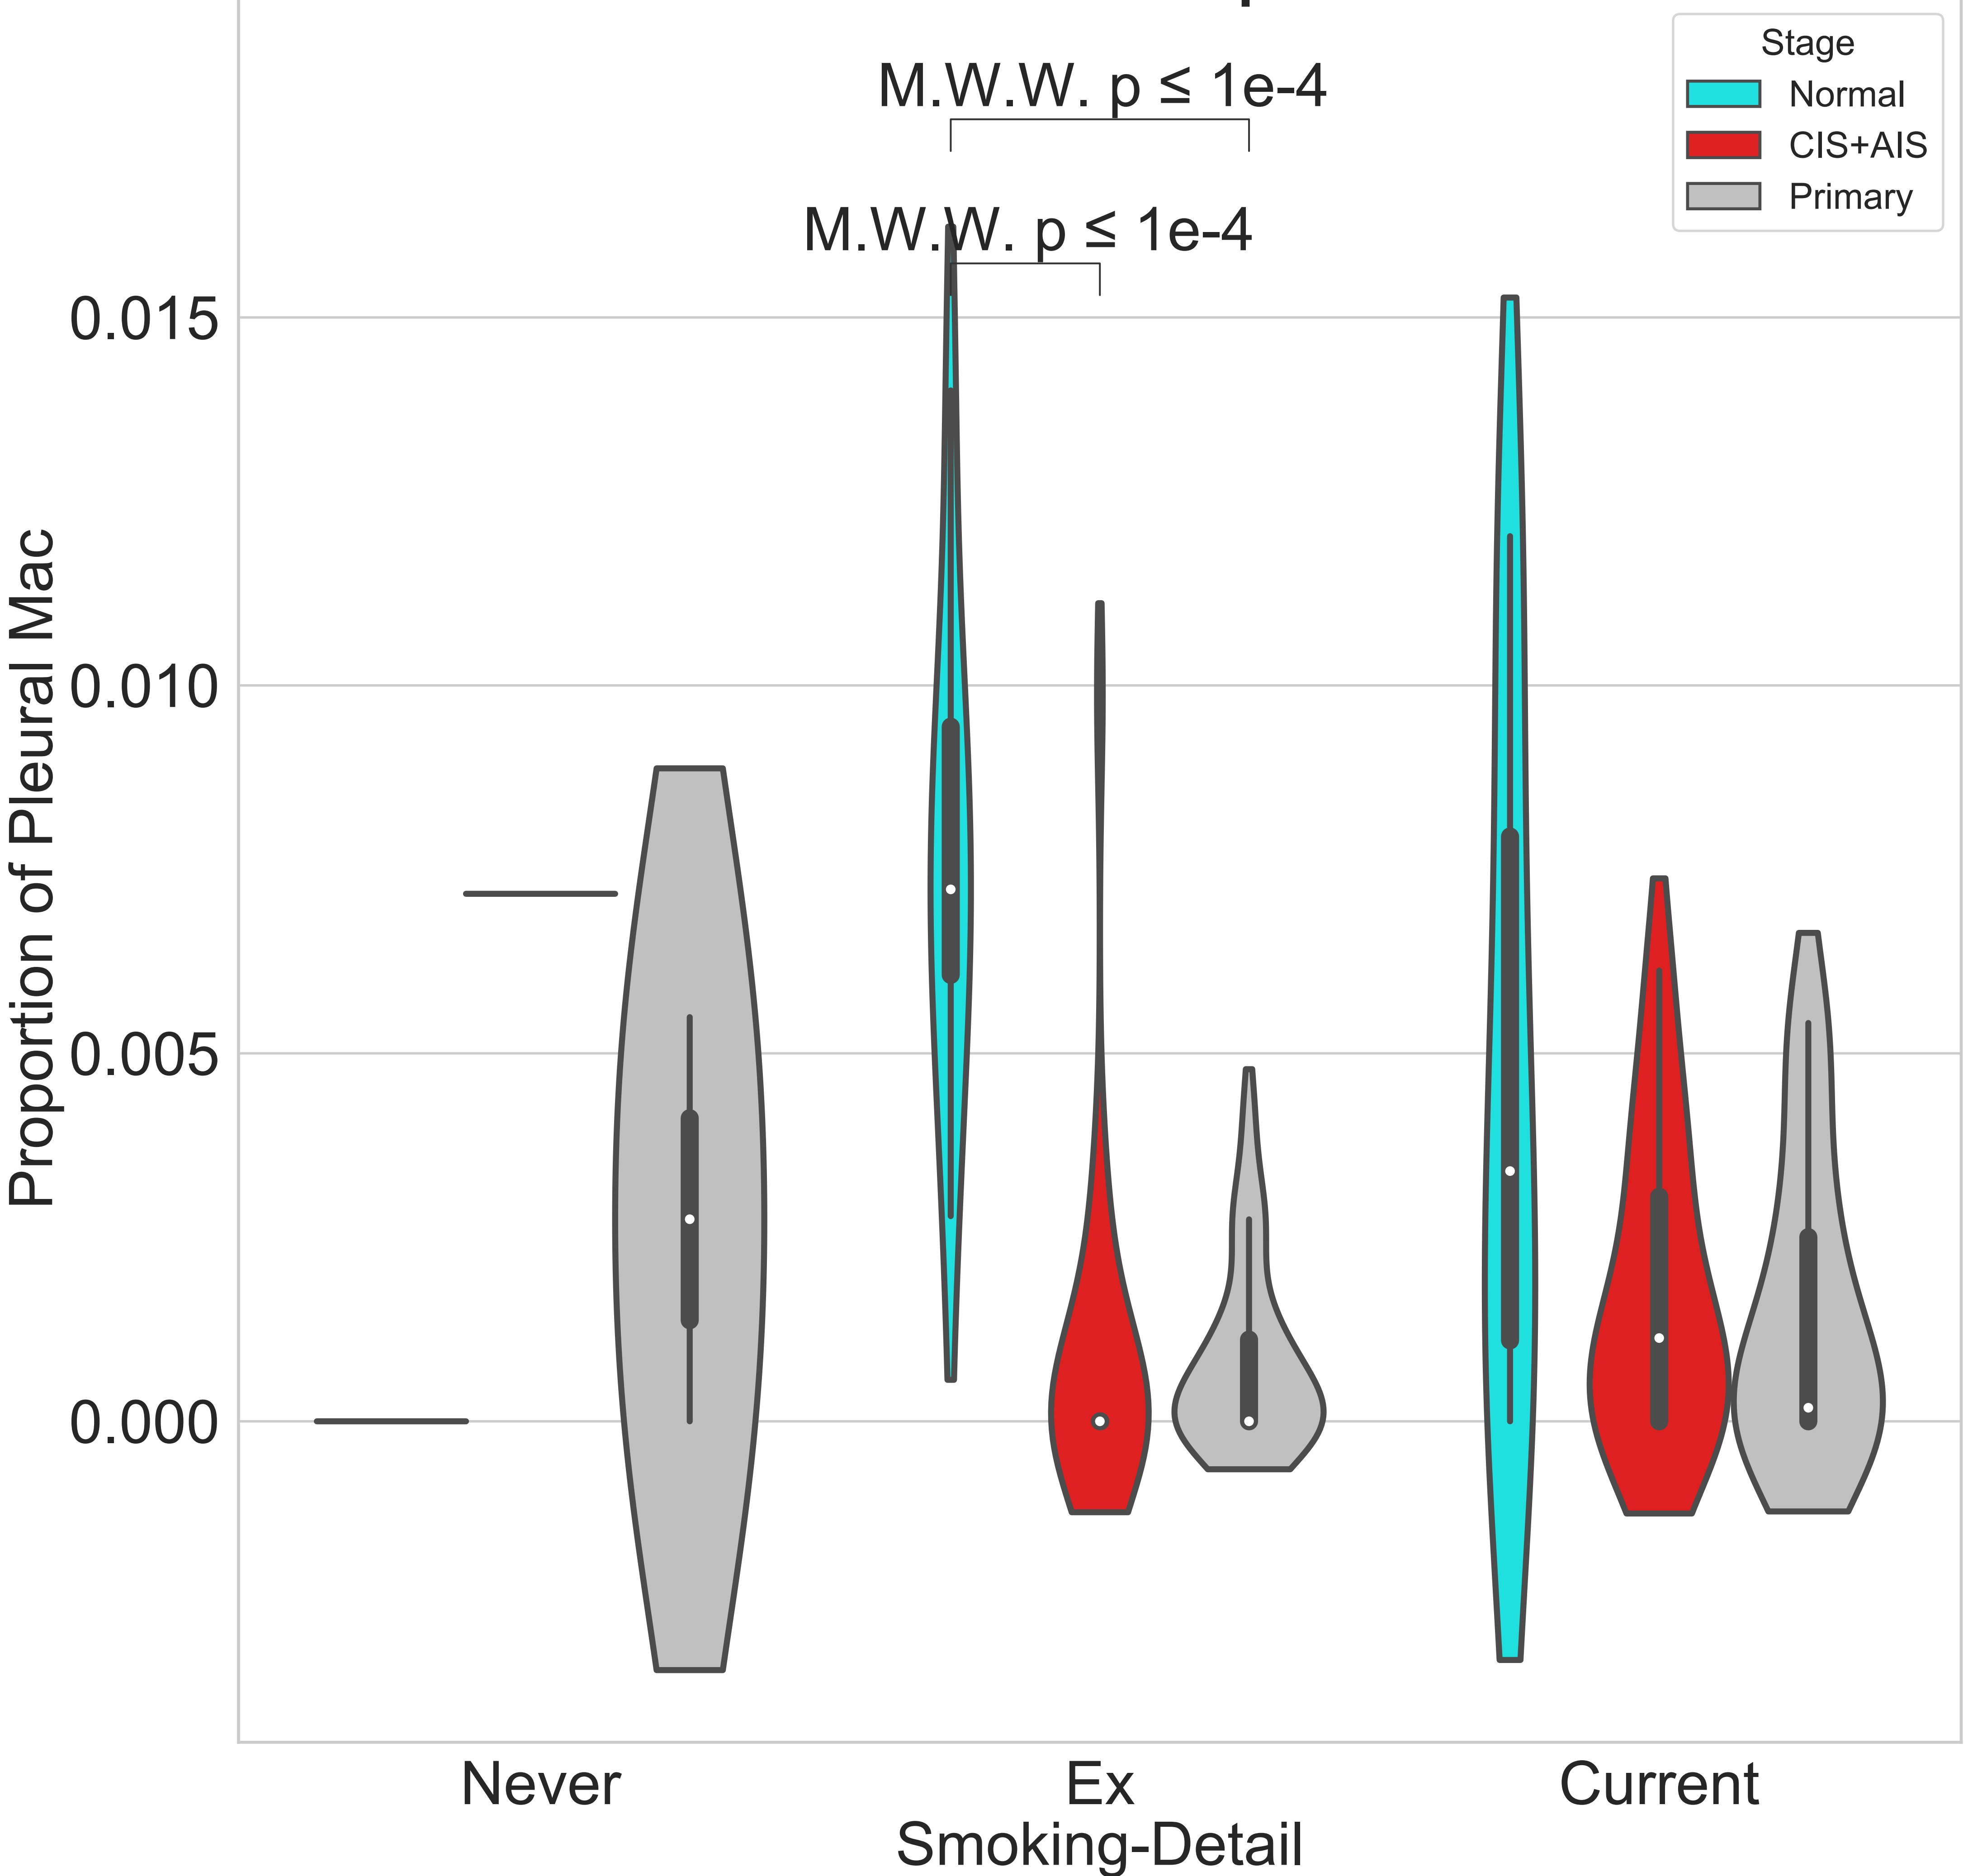 M.W.W. p ≤ 1e-4
M.W.W. p ≤ 1e-4
Stage
Normal
CIS+AIS
Primary
Proportion of Pleural Mac
0.015
0.010
0.005
0.000
Never
Ex
Current
Smoking-Detail